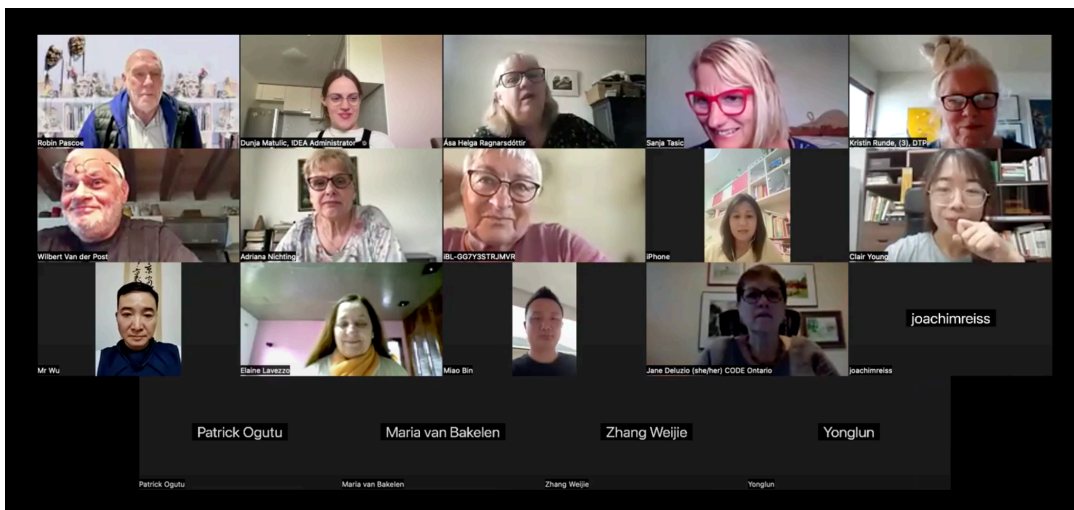 Robin Pascoe
Dunja Matulic, IDEA Administrator
Ása Helga Ragnarsdóttir
Sanja Tasic
Kristin Runde, (3), DTP
Wilbert Van der Post
Adriana Nichting
iBL-GG7Y3STRJMVR
iPhone
Clair Young
joachimreiss
Mr Wu
Elaine Lavezzo
Miao Bin
Jane Deluzio (she/her) CODE Ontario
joachimreiss
Patrick Ogutu
Maria van Bakelen
Zhang Weijie
Yonglun
Patrick Ogutu
Maria van Bakelen
Zhang Weijie
Yonglun